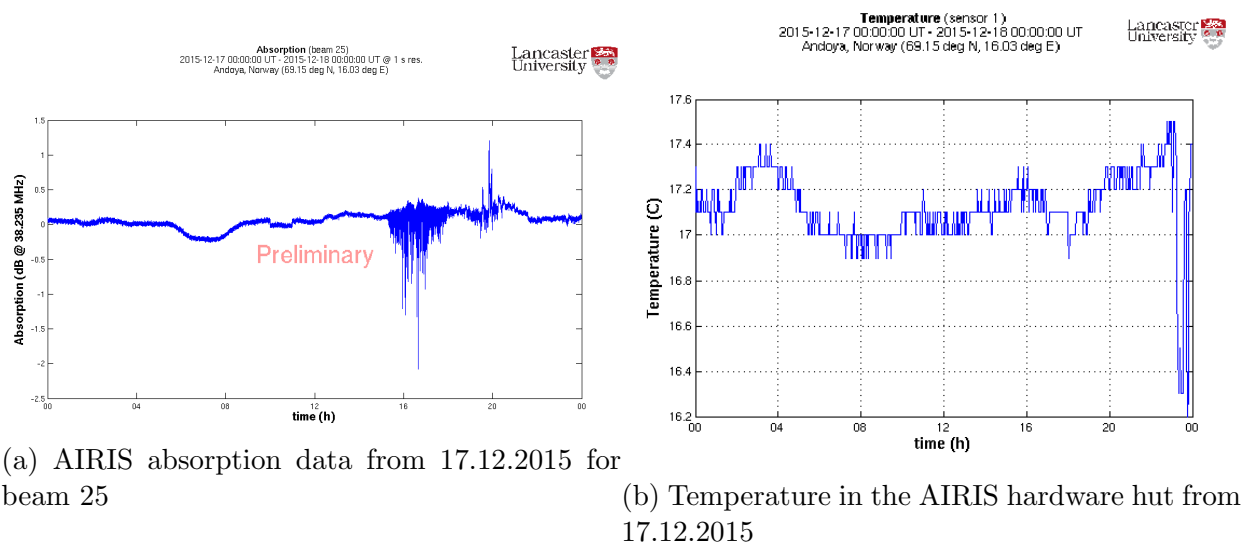 Absorption (beam 25)
2015-12-17 00:00:00 UT - 2015-12-18 00:00:00 UT @ 1 s res.
Andoya, Norway (69.15 deg N, 16.03 deg E)
Lancaster
University
1.5
1
0.5
0
-0.5
-1
-1.5
-2
-2.5
Absorption (dB @ 38.235 MHz)
Preliminary
00 04 08 12 16 20 00
time (h)
(a) AIRIS absorption data from 17.12.2015 for
beam 25
Temperature (sensor 1)
2015-12-17 00:00:00 UT - 2015-12-18 00:00:00 UT
Andoya, Norway (69.15 deg N, 16.03 deg E)
Lancaster
University
17.6
17.4
17.2
17
16.8
16.6
16.4
16.2
Temperature (C)
00 04 08 12 16 20 00
time (h)
(b) Temperature in the AIRIS hardware hut from
17.12.2015